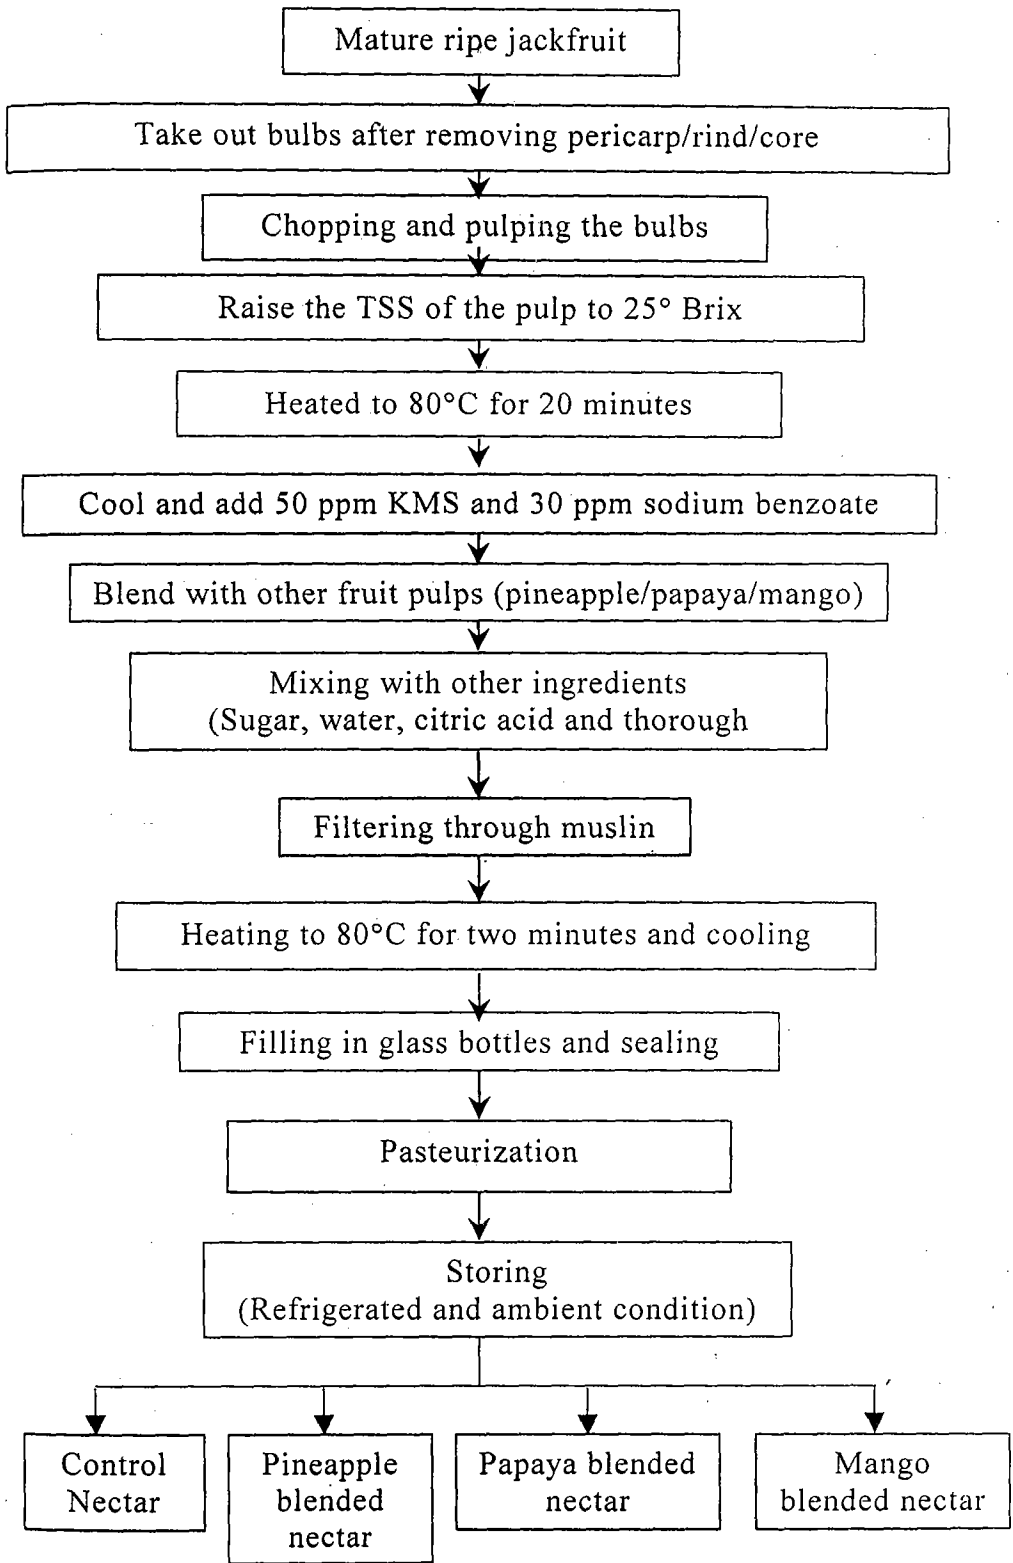 Mature ripe jackfruit
Take out bulbs after removing pericarp/rind/core
Chopping and pulping the bulbs
Raise the TSS of the pulp to 25° Brix
Heated to 80°C for 20 minutes
Cool and add 50 ppm KMS and 30 ppm sodium benzoate
Blend with other fruit pulps (pineapple/papaya/mango)
Mixing with other ingredients
(Sugar, water, citric acid and thorough
Filtering through muslin
Heating to 80°C for two minutes and cooling
Filling in glass bottles and sealing
Pasteurization
Storing
(Refrigerated and ambient condition)
Control
Nectar
Pineapple
blended
nectar
Papaya blended
nectar
Mango
blended nectar